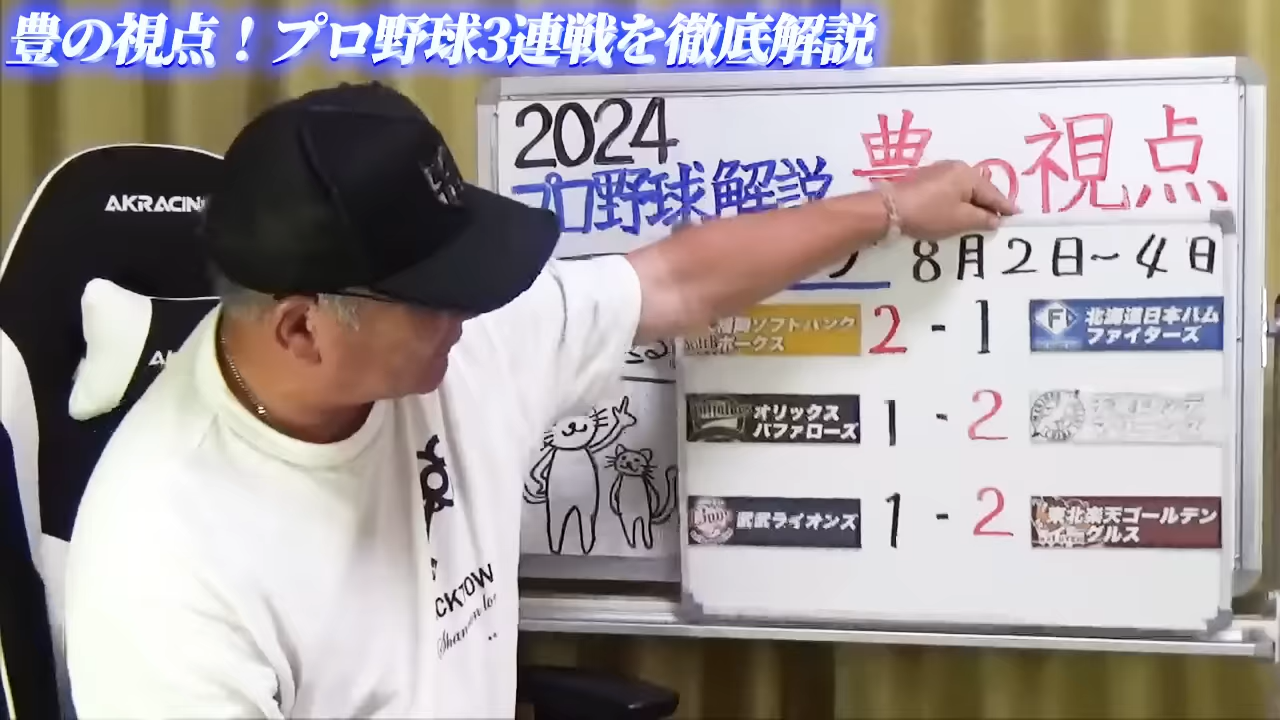 豊の視点！プロ野球3連戦を徹底解説
2024
プロ野球解説
豊の視点
8月2日~4日
福岡ソフトバンク
ホークス
2-1
北海道日本ハム
ファイターズ
オリックス
バファローズ
1-2
武ライオンズ
1-2
東北楽天ゴールデン
グルス
AKRACIN